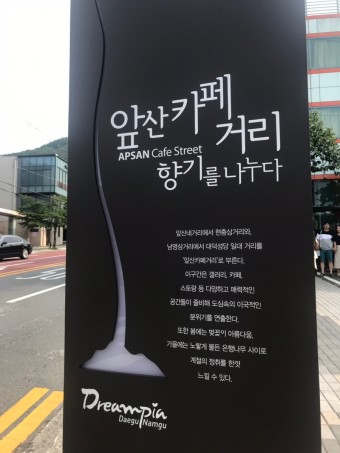 앞산카페
거리
APSAN Cafe Street
향기를 나누다
앞산네거리에서 현충삼거리와,
남명삼거리에서 대덕성당 일대 거리를
'앞산카페거리'로 부른다.
이구간은 갤러리, 카페,
스토랑 등 다양하고 매력적인
공간들이 즐비해 도심속의 이국적인
분위기를 연출한다.
또한 봄에는 벚꽃이 아름다움,
가을에는 노랗게 물든 은행나무 사이로
계절의 정취를 한껏
느낄 수 있다.
Dreampia
Daegu Namgu